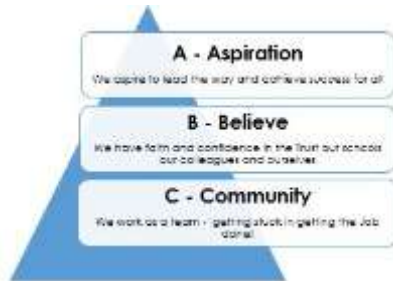 A - Aspiration
We aspire to lead the way and achieve success for all
B - Believe
We have faith and confidence in the Trust our schools
our colleagues and ourselves
C - Community
We work as a team - getting stuck in getting the Job
done!